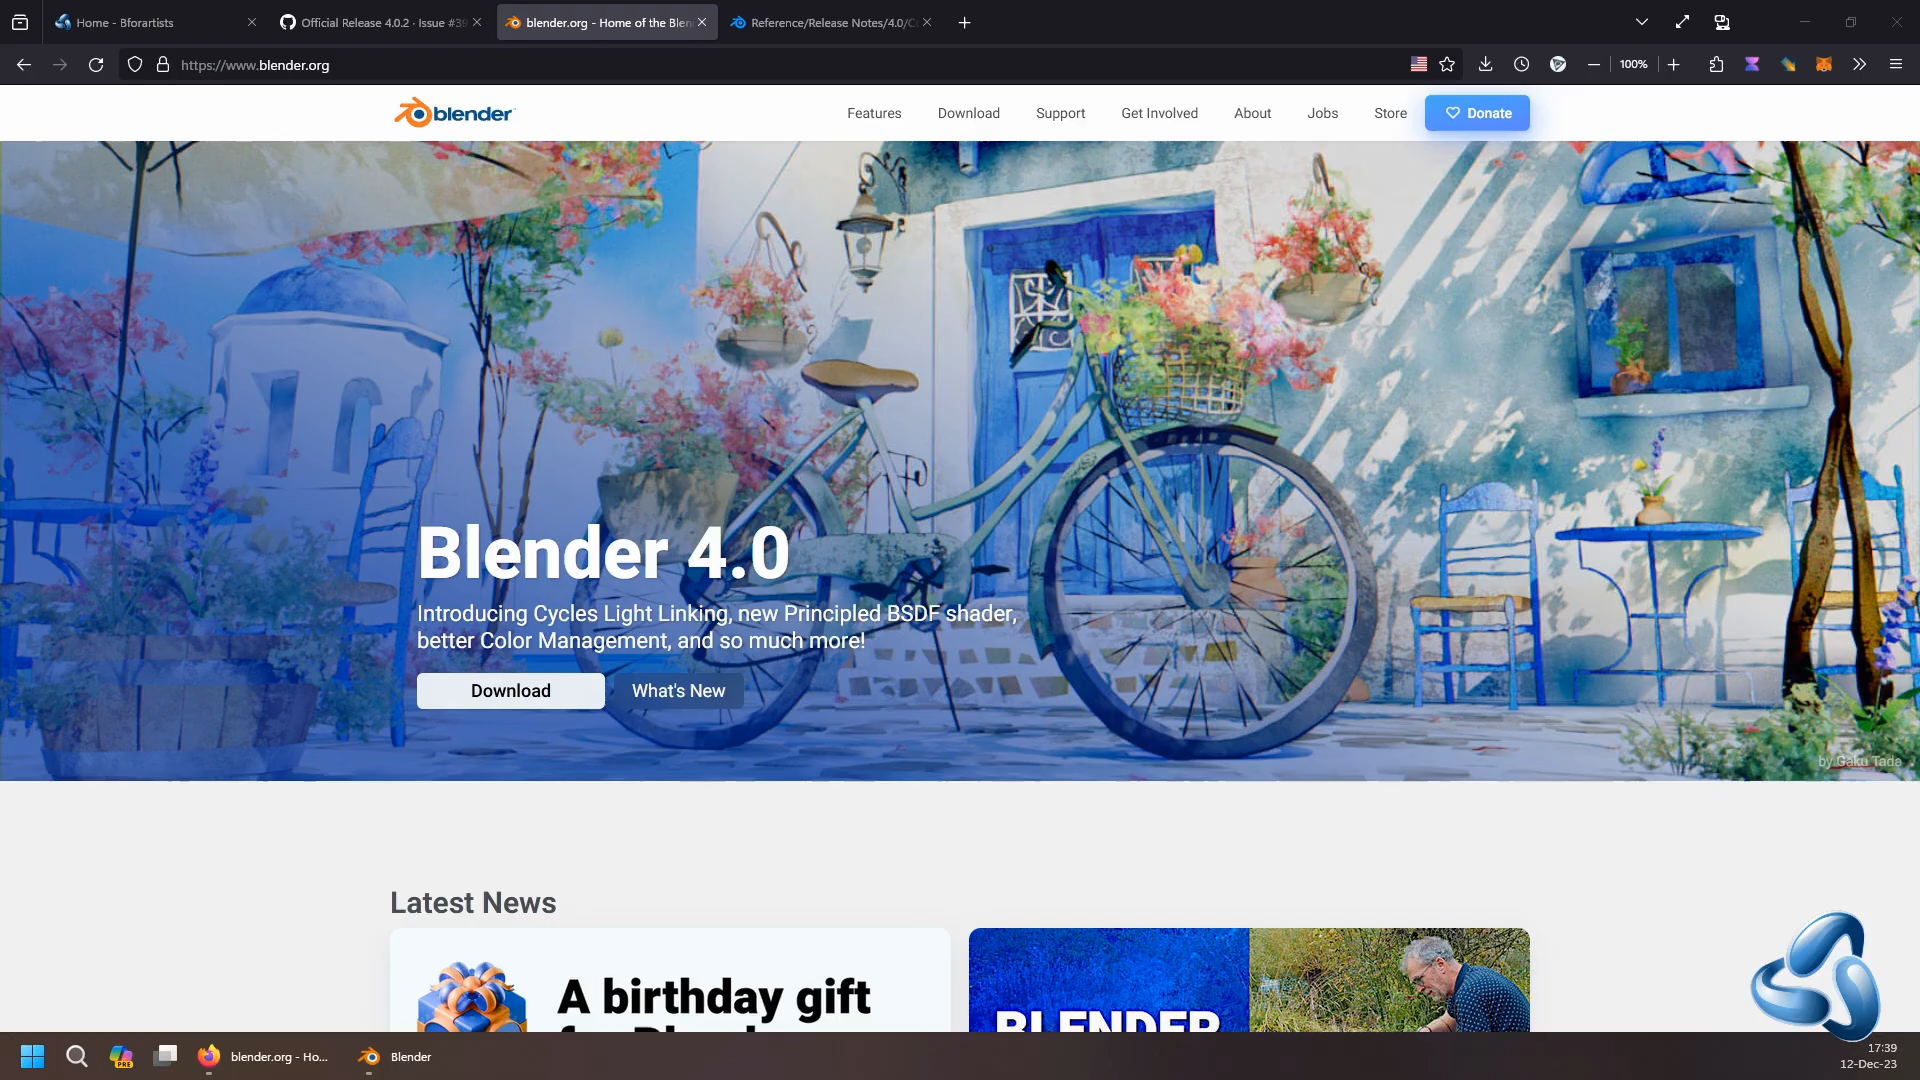 Home - Bforartists
Official Release 4.0.2 · Issue #39
blender.org - Home of the Blen
Reference/Release Notes/4.0/C
https://www.blender.org
100%
blender
Features
Download
Support
Get Involved
About
Jobs
Store
Donate
Blender 4.0
Introducing Cycles Light Linking, new Principled BSDF shader,
better Color Management, and so much more!
Download
What's New
by Gaku Tada
Latest News
A birthday gift
BLENDER
PRE
blender.org - Ho...
Blender
17:39
12-Dec-23